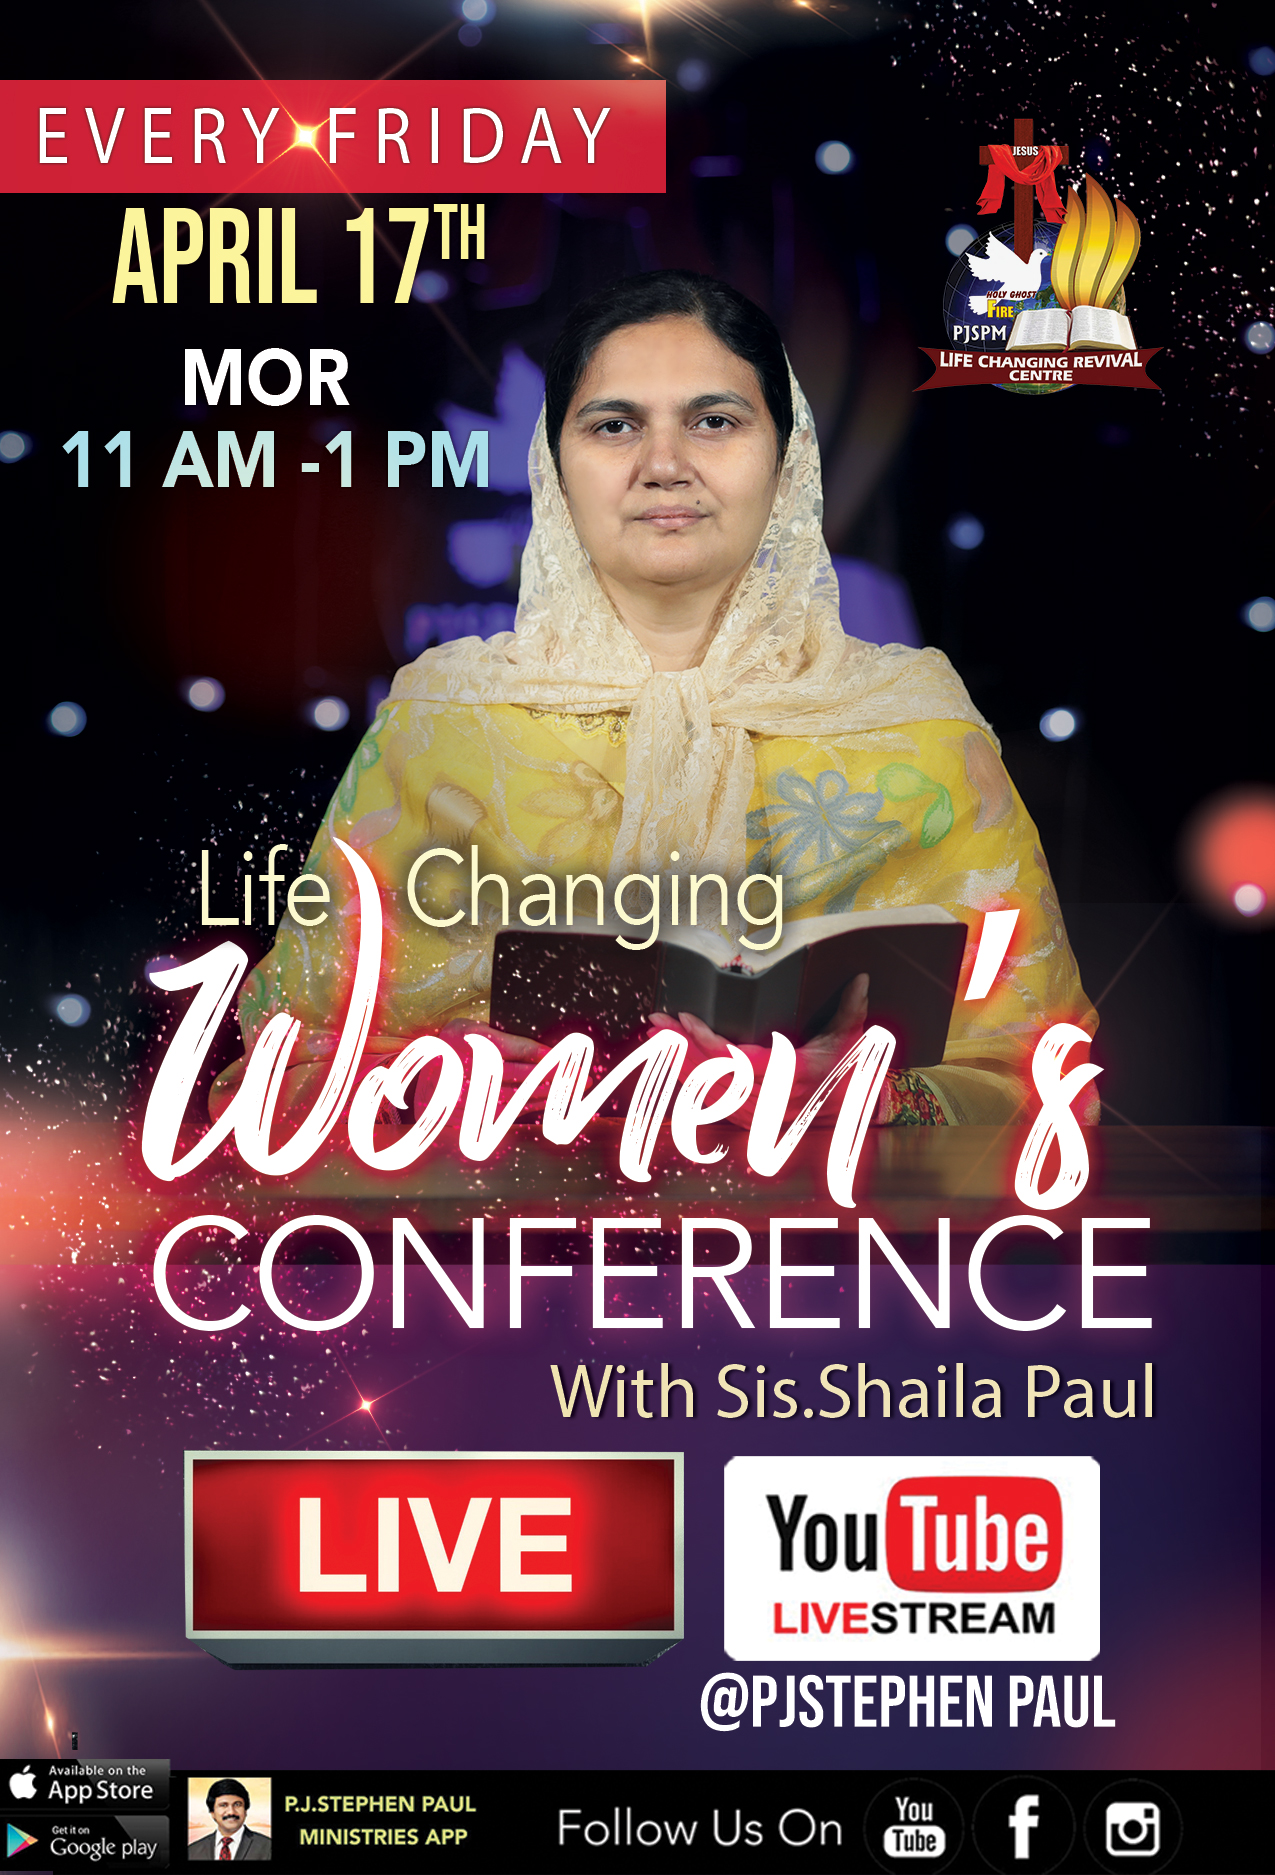 EVERY FRIDAY
APRIL 17TH
MOR
11 AM -1 PM
JESUS
HOLY GHOST
FIRE
PJSPM
LIFE CHANGING REVIVAL
CENTRE
Life Changing
Women's
CONFERENCE
With Sis.Shaila Paul
LIVE
YouTube
LIVESTREAM
@PJSTEPHEN PAUL
Available on the
App Store
Get it on
Google play
P.J.STEPHEN PAUL
MINISTRIES APP
Follow Us On
You
Tube